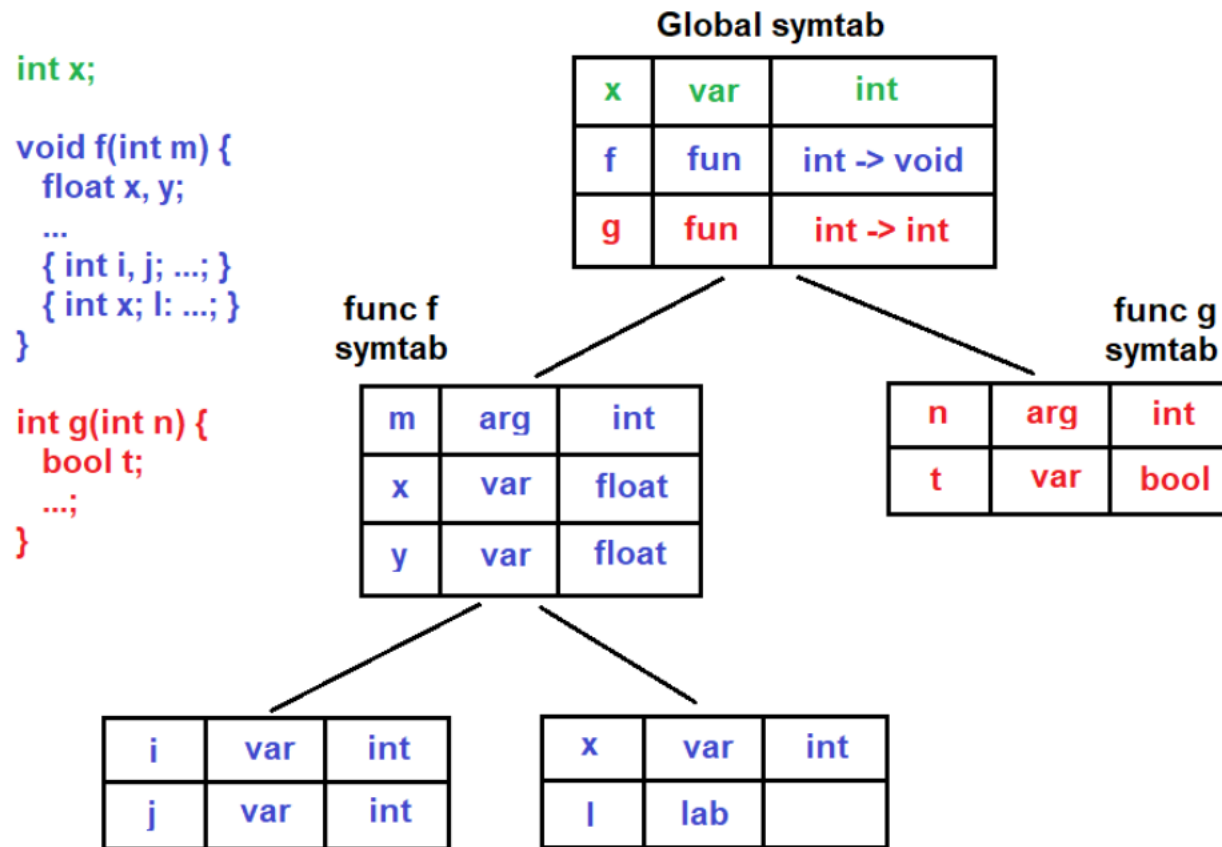 int x;
void f(int m) {
float x, y;
...
{ int i, j; ...; }
{ int x; l: ...; }
}
int g(int n) {
bool t;
...;
}
Global symtab
x var int
f fun int -> void
g fun int -> int
func f
symtab
m arg int
x var float
y var float
func g
symtab
n arg int
t var bool
i var int
j var int
x var int
l lab